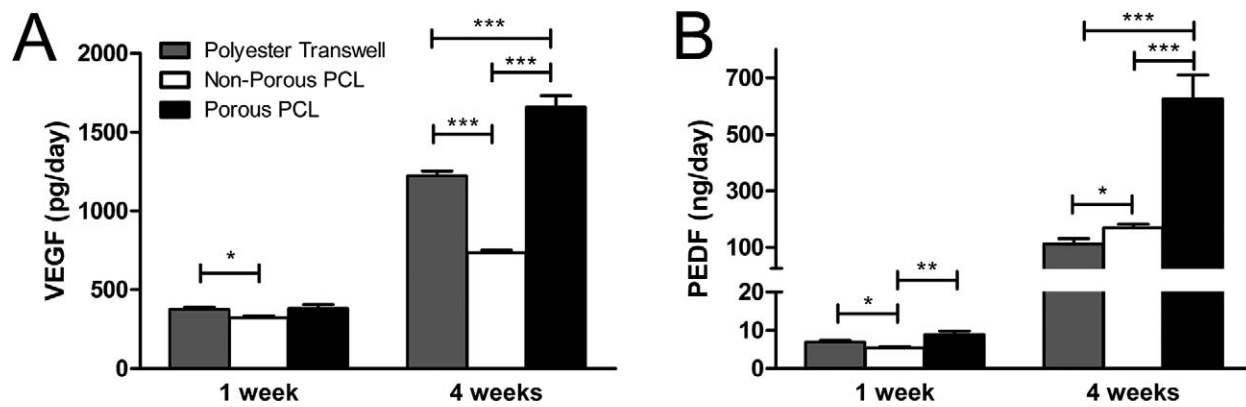 A
VEGF (pg/day)
2000
1500
1000
500
0
Polyester Transwell
Non-Porous PCL
Porous PCL
*
***
***
***
1 week
4 weeks
B
PEDF (ng/day)
700
500
300
100
20
10
0
*
**
*
***
***
1 week
4 weeks